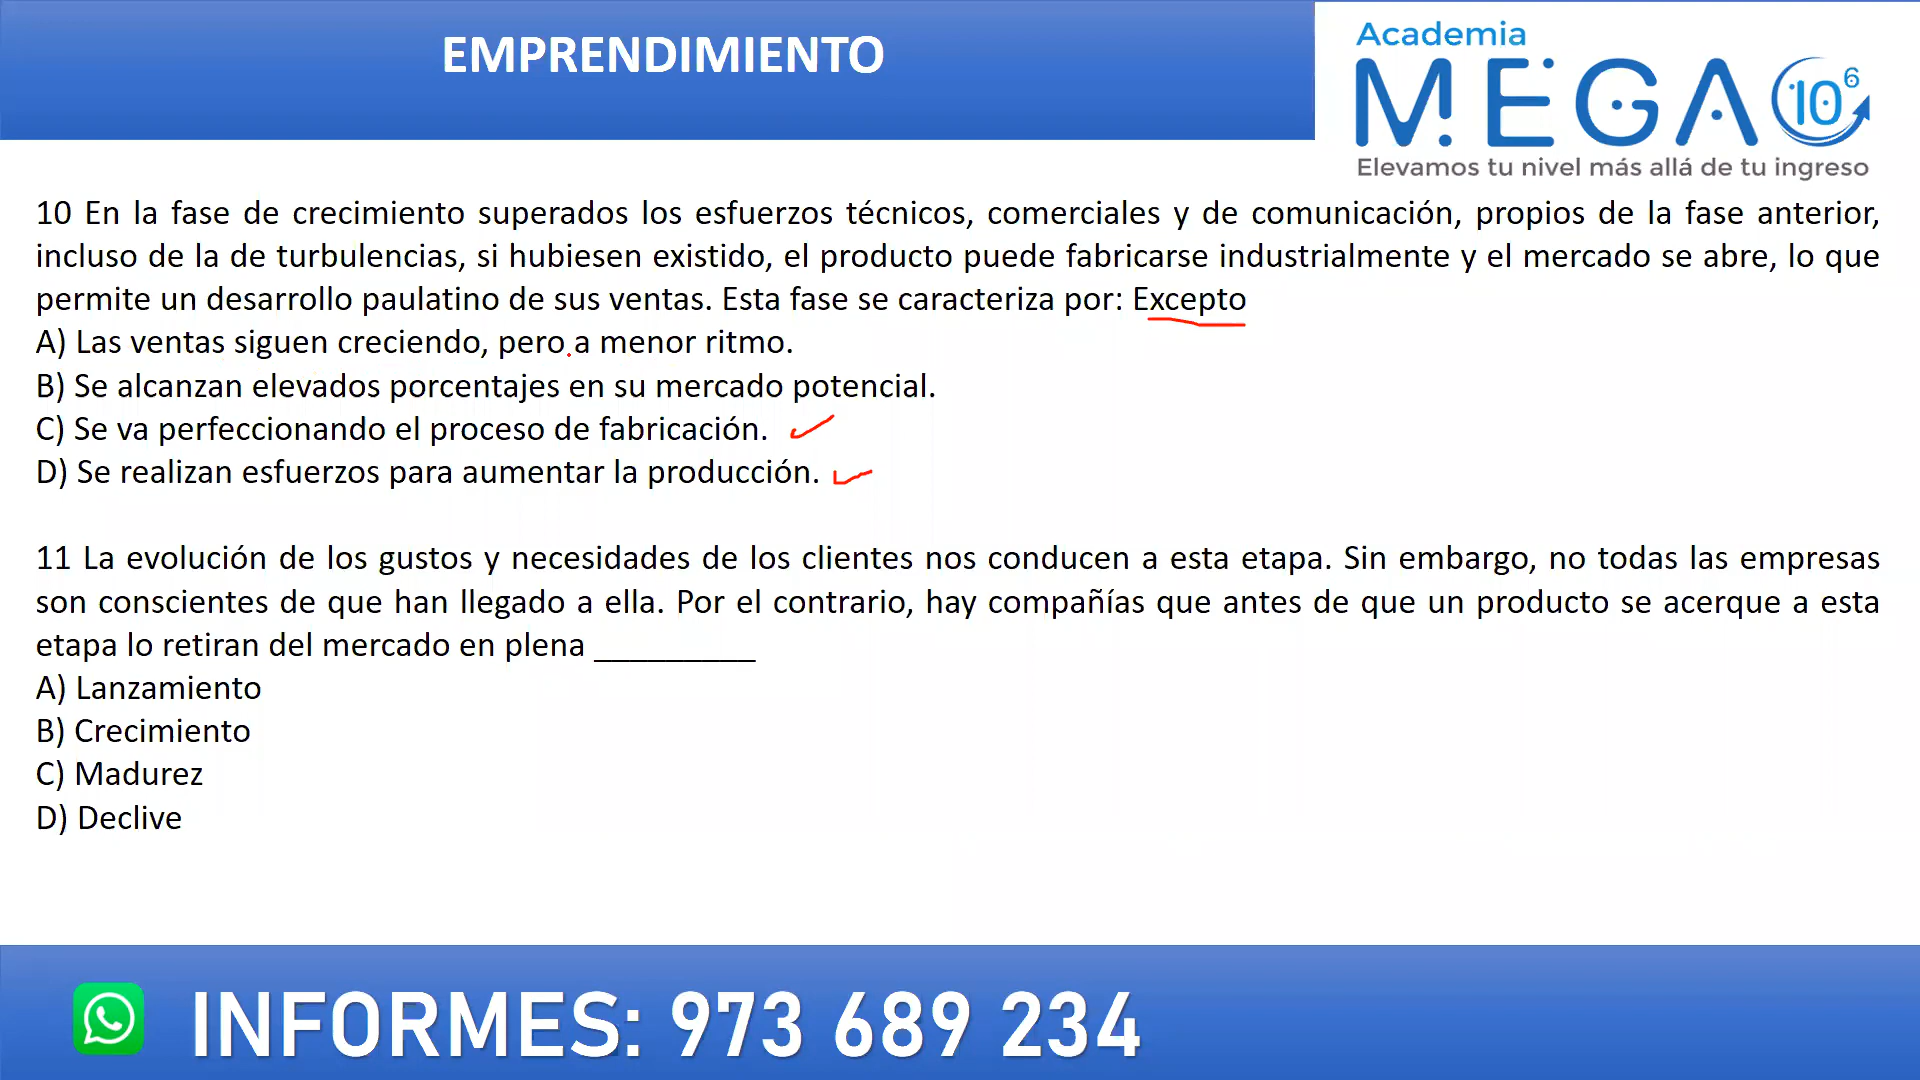 EMPRENDIMIENTO
Academia
MEGA 10⁶
Elevamos tu nivel más allá de tu ingreso
10 En la fase de crecimiento superados los esfuerzos técnicos, comerciales y de comunicación, propios de la fase anterior,
incluso de la de turbulencias, si hubiesen existido, el producto puede fabricarse industrialmente y el mercado se abre, lo que
permite un desarrollo paulatino de sus ventas. Esta fase se caracteriza por: Excepto
A) Las ventas siguen creciendo, pero a menor ritmo.
B) Se alcanzan elevados porcentajes en su mercado potencial.
C) Se va perfeccionando el proceso de fabricación.
D) Se realizan esfuerzos para aumentar la producción.
11 La evolución de los gustos y necesidades de los clientes nos conducen a esta etapa. Sin embargo, no todas las empresas
son conscientes de que han llegado a ella. Por el contrario, hay compañías que antes de que un producto se acerque a esta
etapa lo retiran del mercado en plena _________
A) Lanzamiento
B) Crecimiento
C) Madurez
D) Declive
INFORMES: 973 689 234